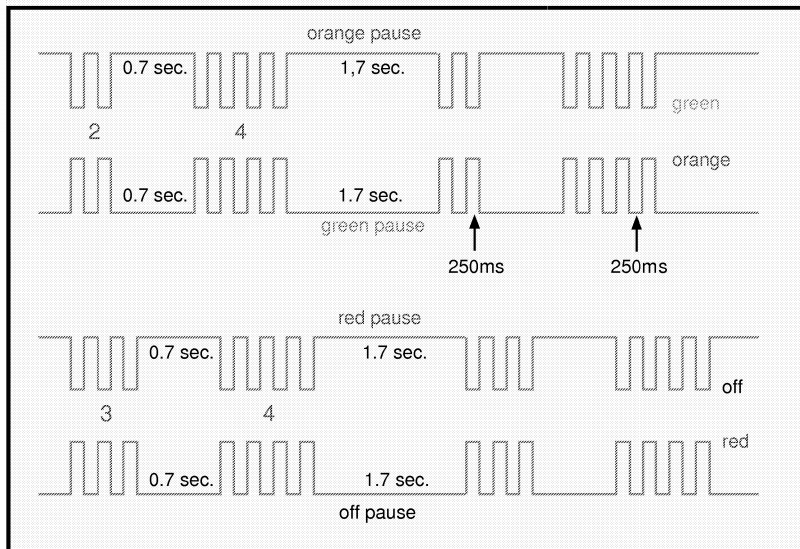 orange pause
0.7 sec.
1,7 sec.
green
2
4
orange
0.7 sec.
1.7 sec.
green pause
250ms
250ms
red pause
0.7 sec.
1.7 sec.
off
3
4
red
0.7 sec.
1.7 sec.
off pause